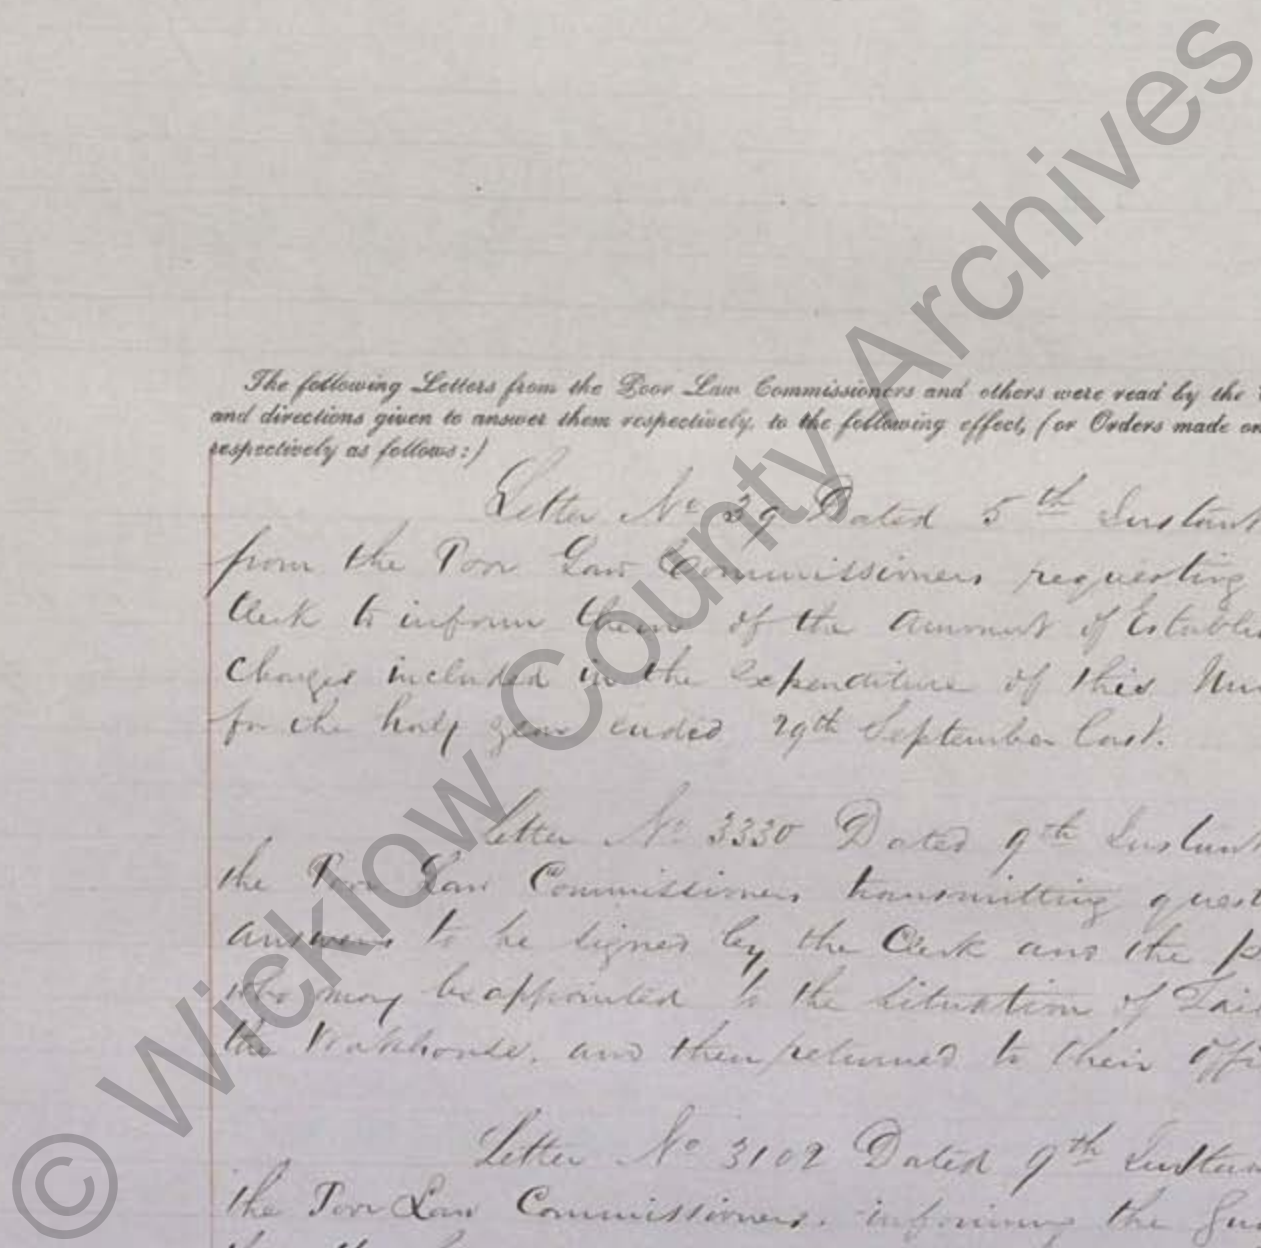 The following Letters from the Poor Law Commissioners and others were read by the
and directions given to answer them respectively, to the following effect, (or Orders made on
respectively as follows:)
Letter No 39 Dated 5th Instant
from the Poor Law Commissioners requesting
Clerk to inform them of the Amount of Establi
Charges included in the Expenditure of this
for the half year ended 29th September last.
Letter No 3330 Dated 9th Instant
the Poor Law Commissioners transmitting quest
answers to be signed by the Clerk and the
who may be appointed to the Situation of
the Workhouse. and then returned to their Offi
Letter No 3102 Dated 9th Instan
the Poor Law Commissioners. informing the Gu
© Wicklow County Archives